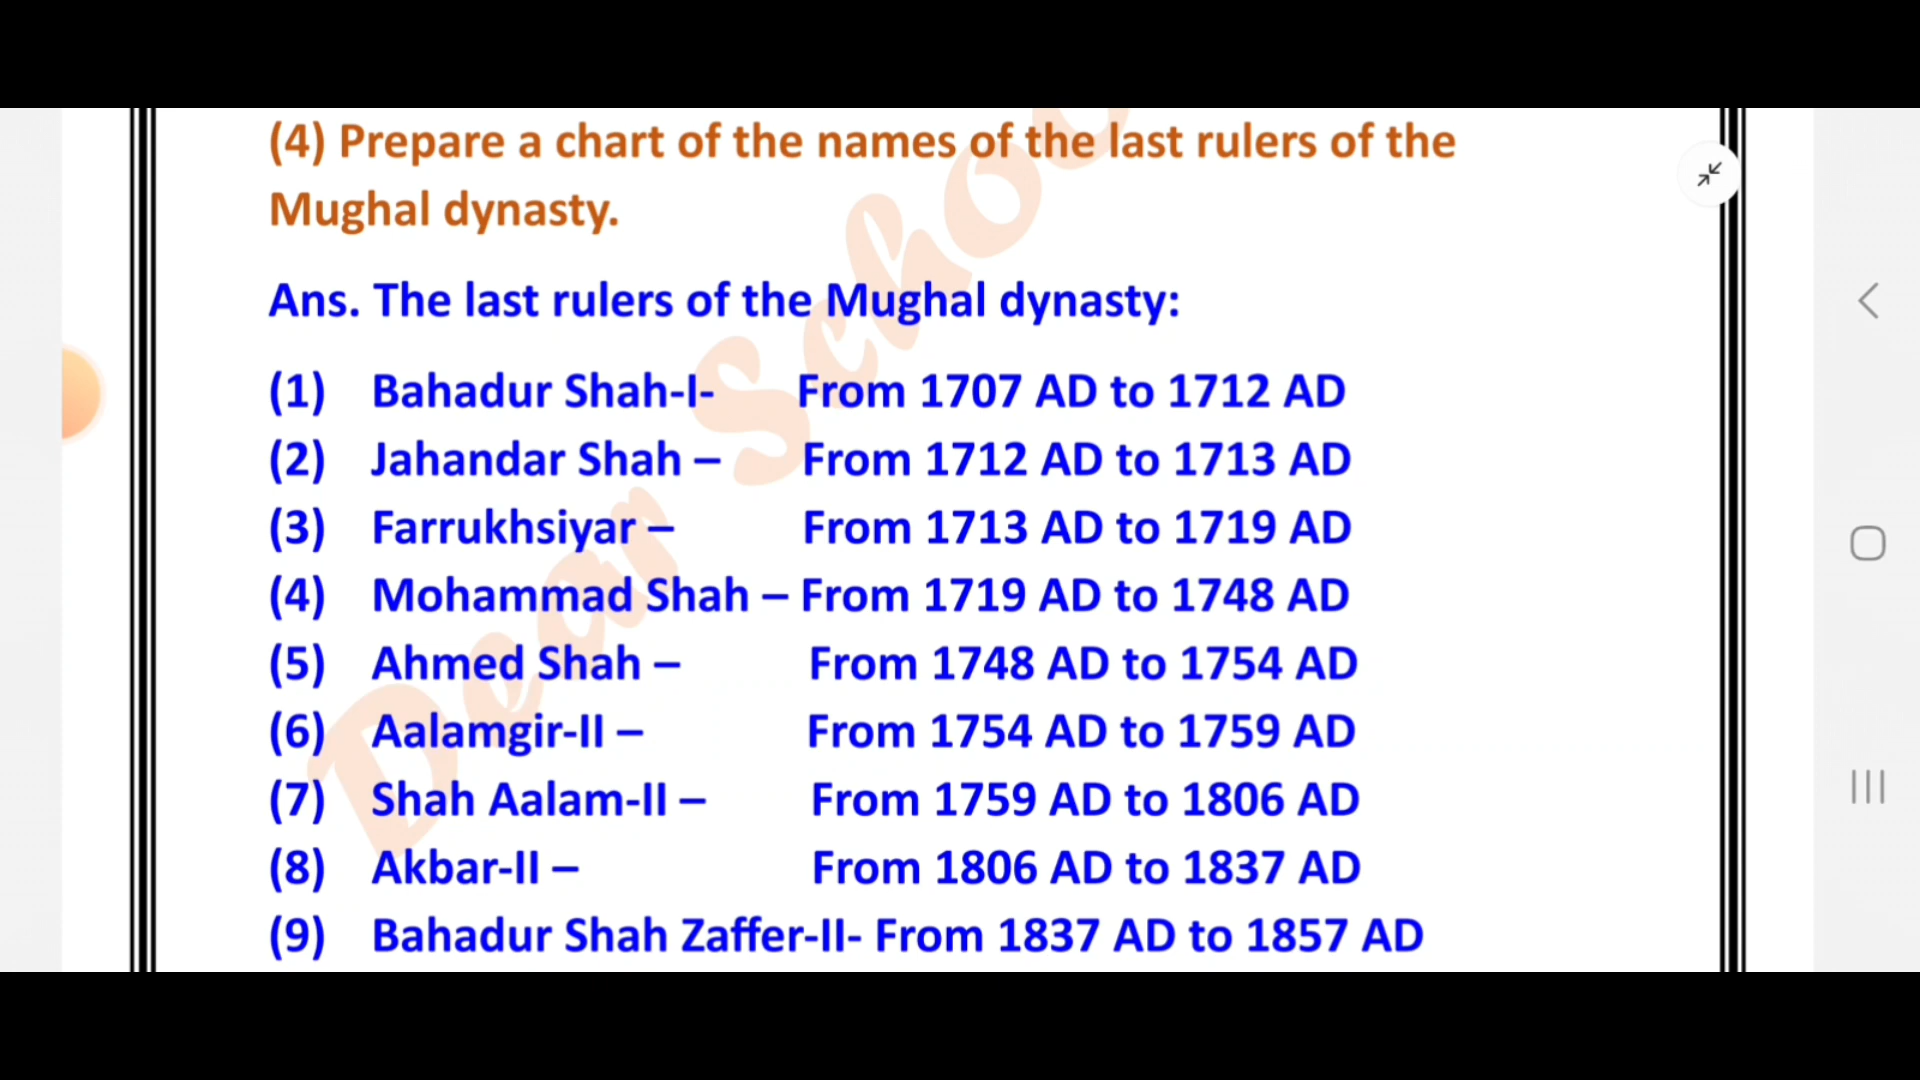 (4) Prepare a chart of the names of the last rulers of the
Mughal dynasty.
Ans. The last rulers of the Mughal dynasty:
(1) Bahadur Shah-I- From 1707 AD to 1712 AD
(2) Jahandar Shah – From 1712 AD to 1713 AD
(3) Farrukhsiyar – From 1713 AD to 1719 AD
(4) Mohammad Shah – From 1719 AD to 1748 AD
(5) Ahmed Shah – From 1748 AD to 1754 AD
(6) Aalamgir-II – From 1754 AD to 1759 AD
(7) Shah Aalam-II – From 1759 AD to 1806 AD
(8) Akbar-II – From 1806 AD to 1837 AD
(9) Bahadur Shah Zaffer-II- From 1837 AD to 1857 AD
Dear Schoo